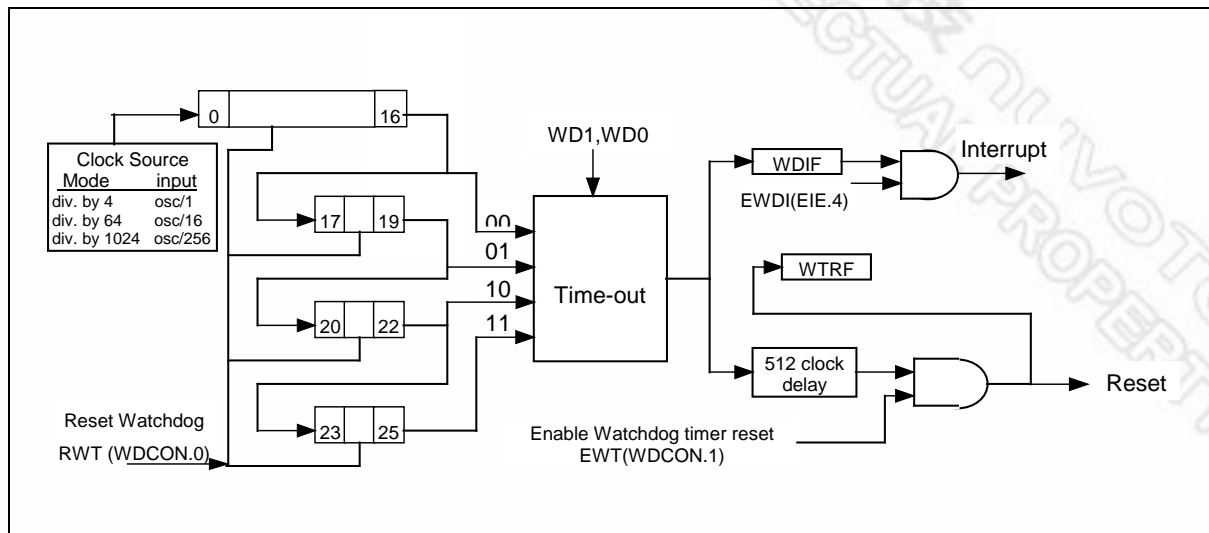 0 16
Clock Source
Mode input
div. by 4 osc/1
div. by 64 osc/16
div. by 1024 osc/256
17 19
20 22
23 25
Reset Watchdog
RWT (WDCON.0)
WD1,WD0
00
01
10
11
Time-out
WDIF
EWDI(EIE.4)
Interrupt
WTRF
512 clock
delay
Reset
Enable Watchdog timer reset
EWT(WDCON.1)
nuvoTo
ECTUAL PROPERTY